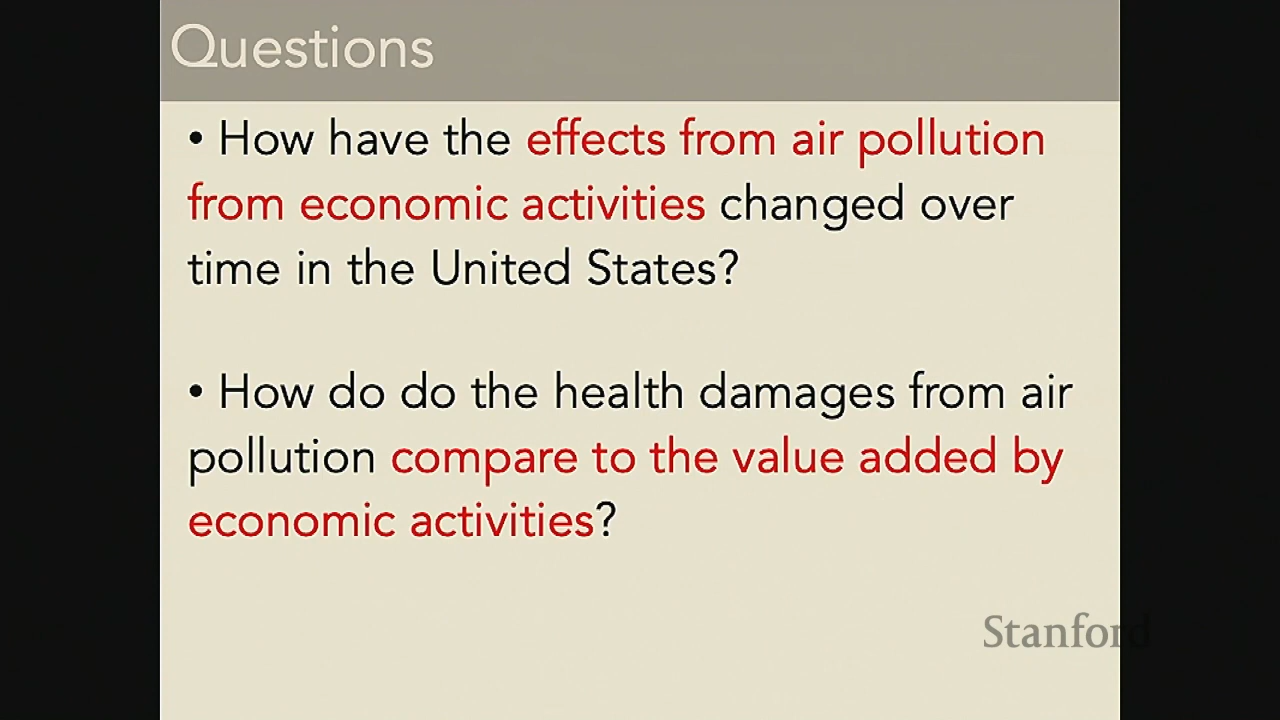 Questions
• How have the effects from air pollution
from economic activities changed over
time in the United States?
• How do do the health damages from air
pollution compare to the value added by
economic activities?
Stanford